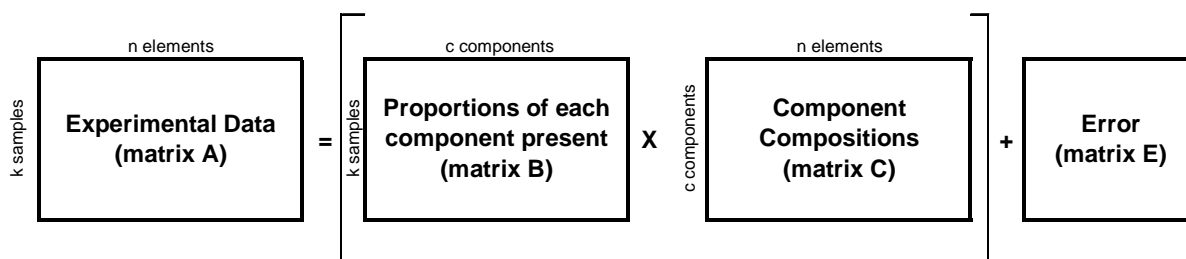 n elements
c components
n elements
k samples
Experimental Data
(matrix A)
=
k samples
Proportions of each
component present
(matrix B)
X
c components
Component
Compositions
(matrix C)
+
Error
(matrix E)